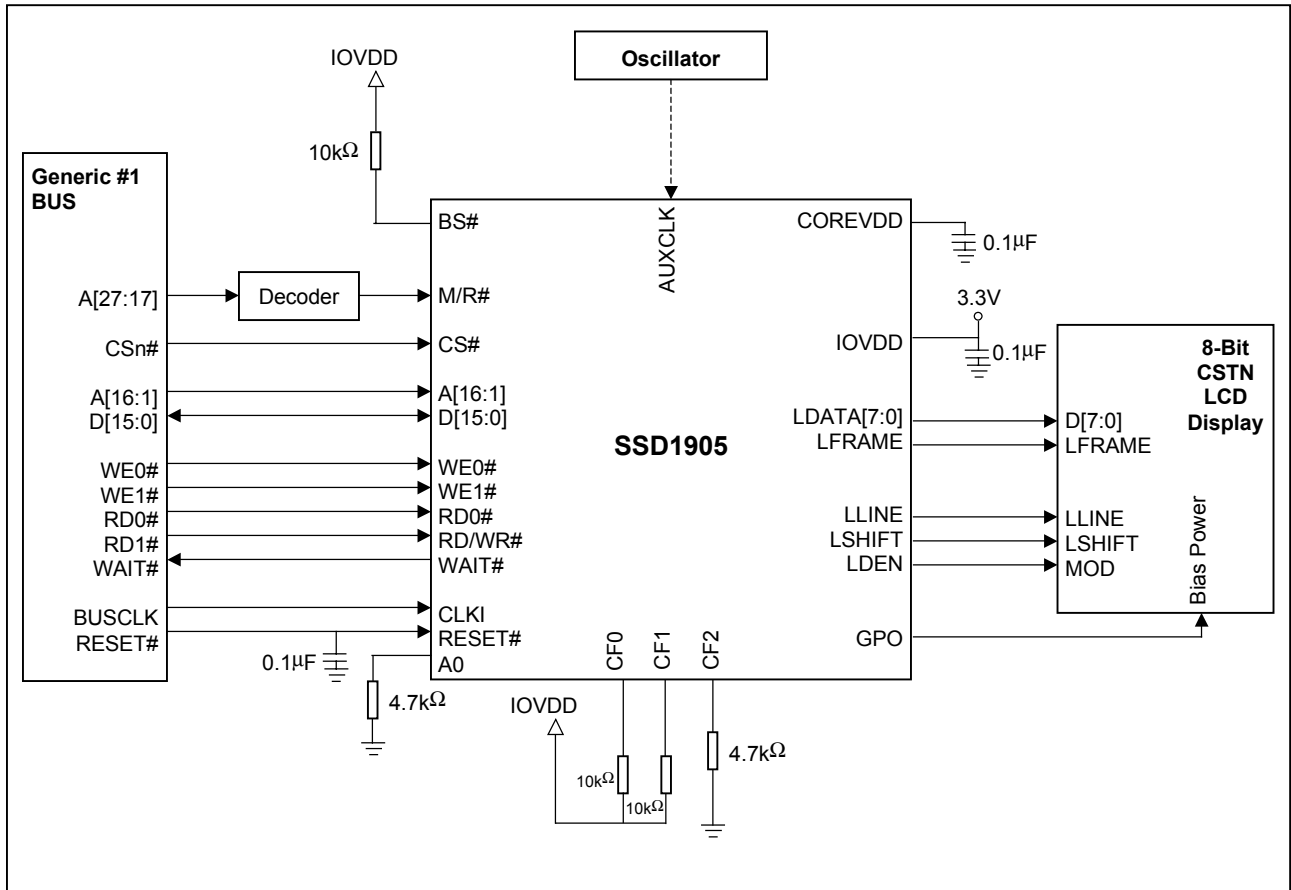 Oscillator
IOVDD
10kΩ
Generic #1
BUS
A[27:17]
CSn#
A[16:1]
D[15:0]
WE0#
WE1#
RD0#
RD1#
WAIT#
BUSCLK
RESET#
Decoder
0.1μF
4.7kΩ
BS#
M/R#
CS#
A[16:1]
D[15:0]
WE0#
WE1#
RD0#
RD/WR#
WAIT#
CLKI
RESET#
A0
AUXCLK
SSD1905
CF0
CF1
CF2
COREVDD
IOVDD
LDATA[7:0]
LFRAME
LLINE
LSHIFT
LDEN
GPO
0.1μF
3.3V
0.1μF
8-Bit
CSTN
LCD
Display
D[7:0]
LFRAME
LLINE
LSHIFT
MOD
Bias Power
IOVDD
10kΩ
10kΩ
4.7kΩ